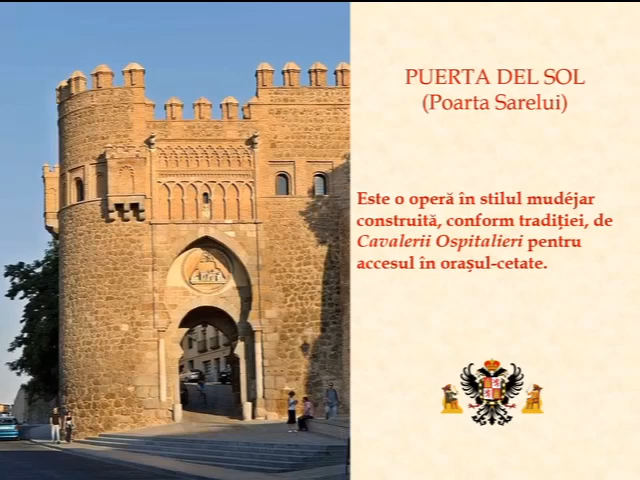 PUERTA DEL SOL
(Poarta Sarelui)
Este o operă în stilul mudéjar
construită, conform tradiției, de
Cavalerii Ospitalieri pentru
accesul în orașul-cetate.